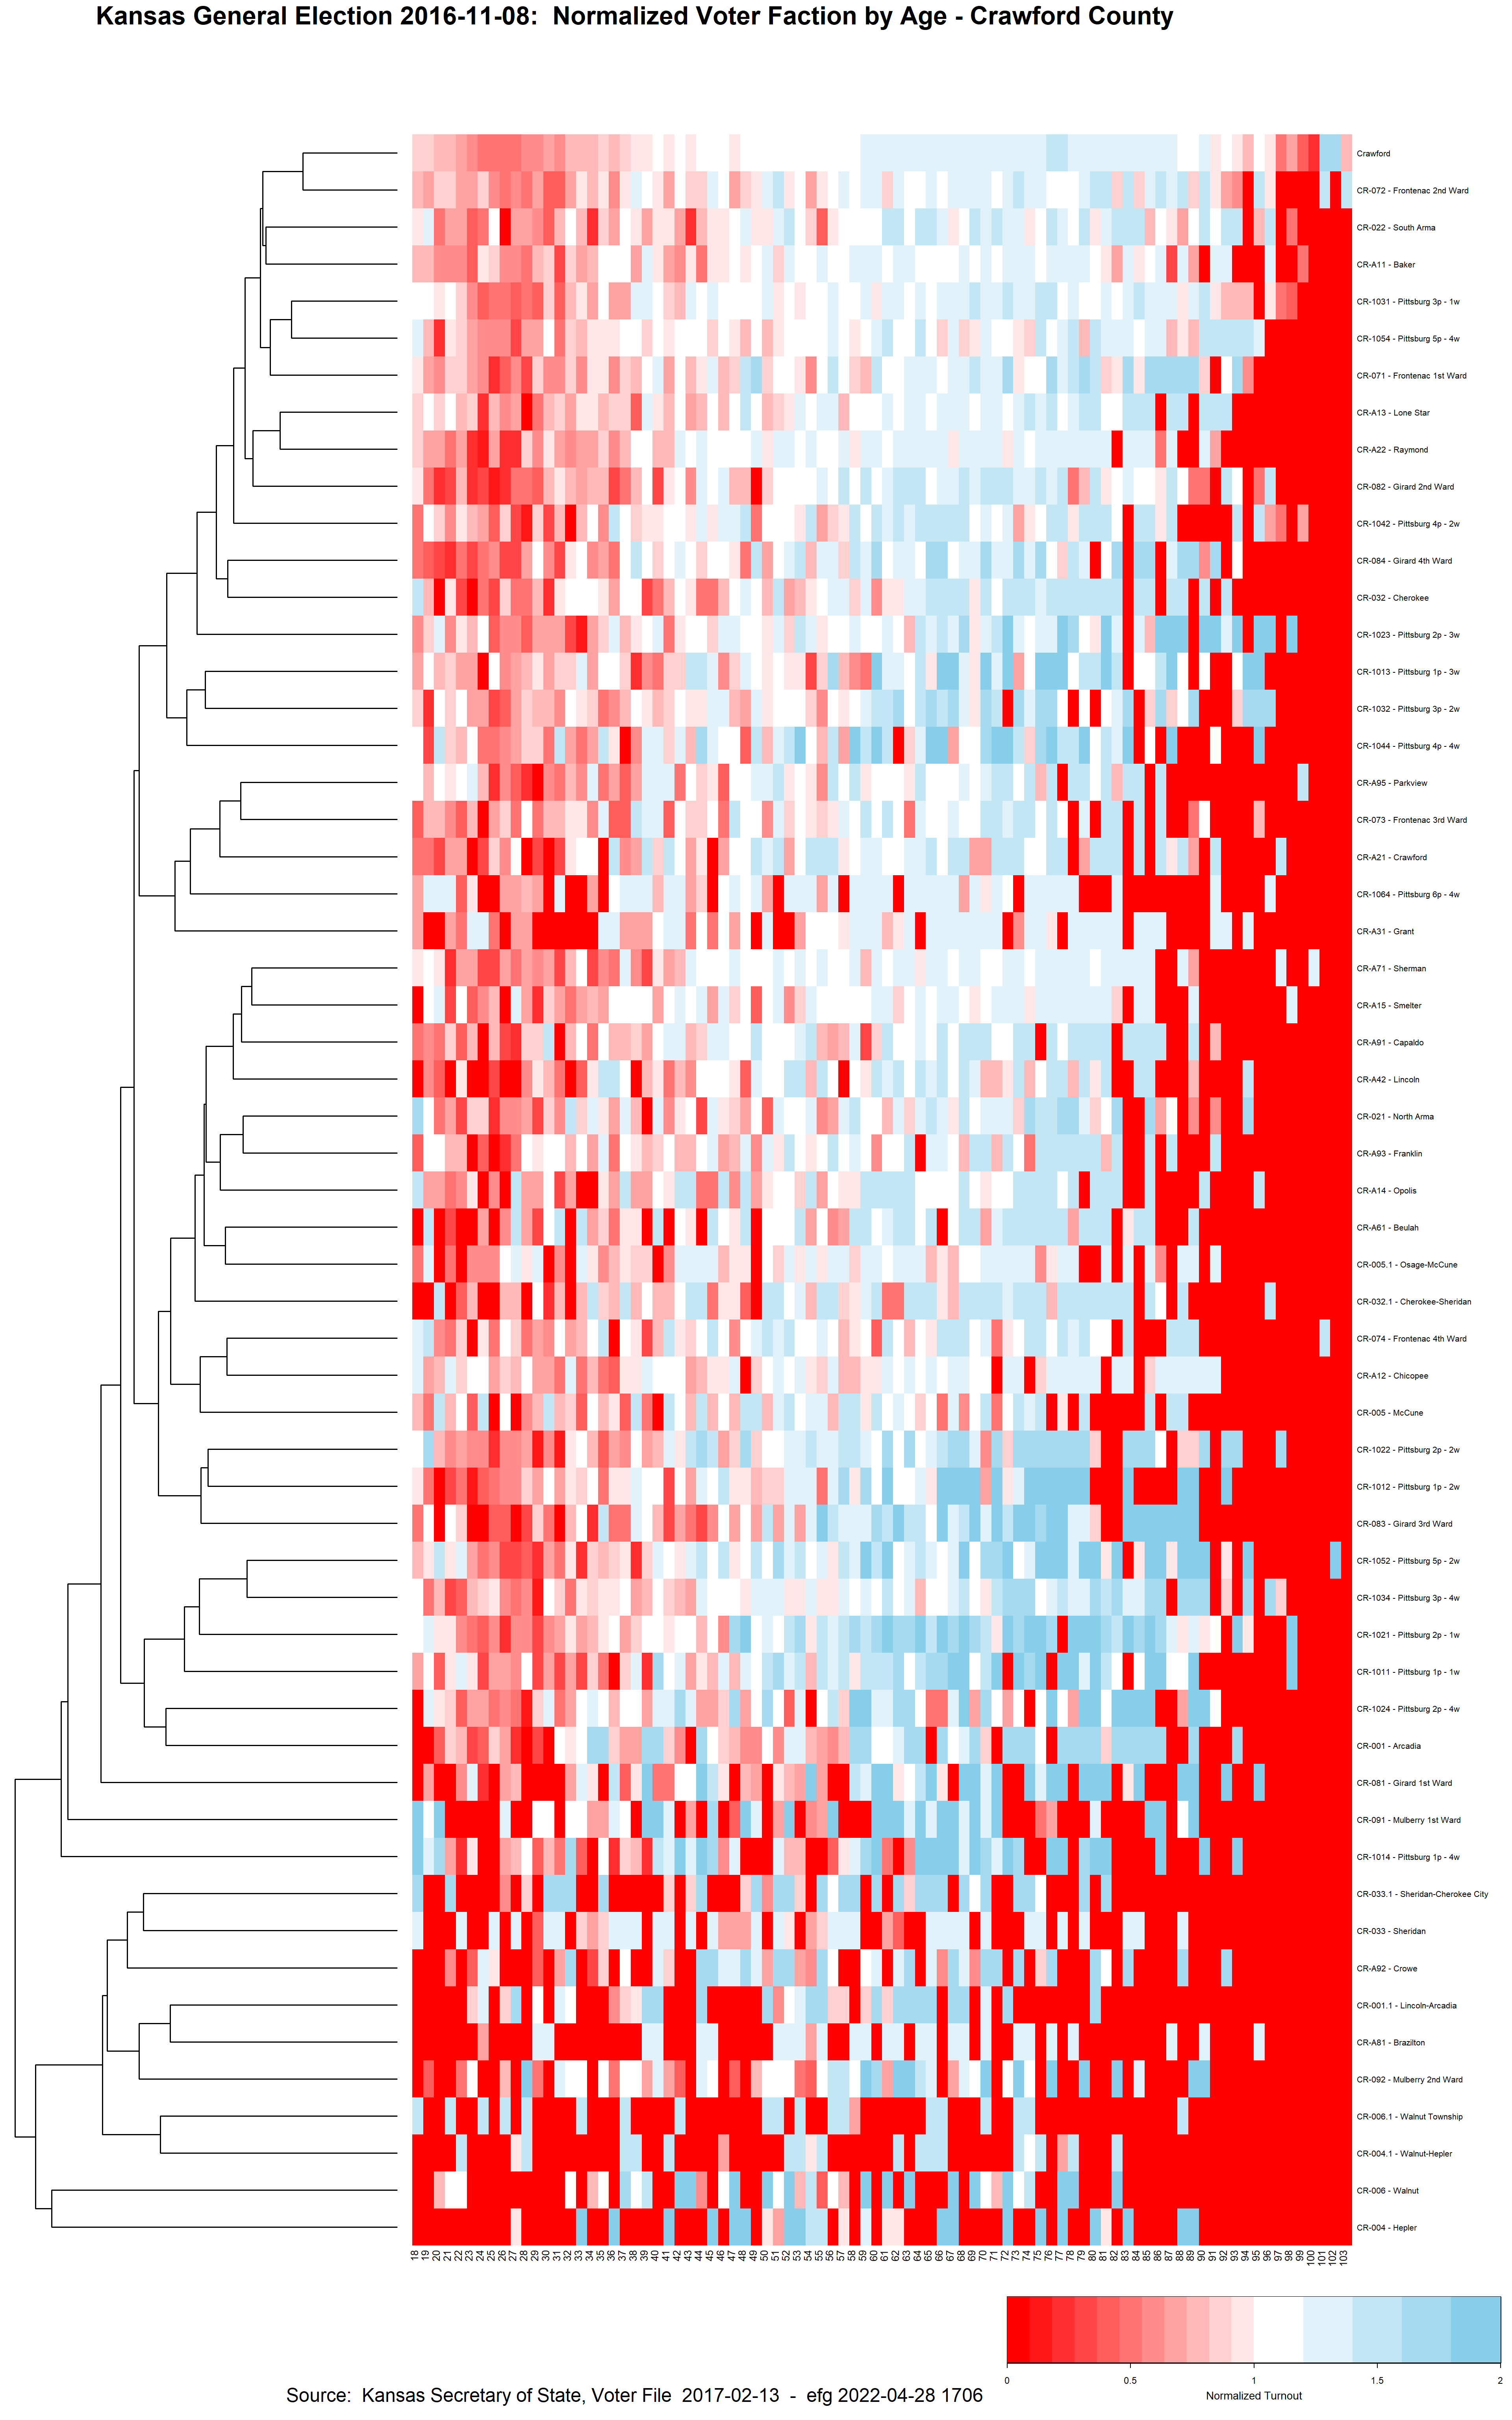 Kansas General Election 2016-11-08:  Normalized Voter Faction by Age - Crawford County
Crawford
CR-072 - Frontenac 2nd Ward
CR-022 - South Arma
CR-A11 - Baker
CR-1031 - Pittsburg 3p - 1w
CR-1054 - Pittsburg 5p - 4w
CR-071 - Frontenac 1st Ward
CR-A13 - Lone Star
CR-A22 - Raymond
CR-082 - Girard 2nd Ward
CR-1042 - Pittsburg 4p - 2w
CR-084 - Girard 4th Ward
CR-032 - Cherokee
CR-1023 - Pittsburg 2p - 3w
CR-1013 - Pittsburg 1p - 3w
CR-1032 - Pittsburg 3p - 2w
CR-1044 - Pittsburg 4p - 4w
CR-A95 - Parkview
CR-073 - Frontenac 3rd Ward
CR-A21 - Crawford
CR-1064 - Pittsburg 6p - 4w
CR-A31 - Grant
CR-A71 - Sherman
CR-A15 - Smelter
CR-A91 - Capaldo
CR-A42 - Lincoln
CR-021 - North Arma
CR-A93 - Franklin
CR-A14 - Opolis
CR-A61 - Beulah
CR-005.1 - Osage-McCune
CR-032.1 - Cherokee-Sheridan
CR-074 - Frontenac 4th Ward
CR-A12 - Chicopee
CR-005 - McCune
CR-1022 - Pittsburg 2p - 2w
CR-1012 - Pittsburg 1p - 2w
CR-083 - Girard 3rd Ward
CR-1052 - Pittsburg 5p - 2w
CR-1034 - Pittsburg 3p - 4w
CR-1021 - Pittsburg 2p - 1w
CR-1011 - Pittsburg 1p - 1w
CR-1024 - Pittsburg 2p - 4w
CR-001 - Arcadia
CR-081 - Girard 1st Ward
CR-091 - Mulberry 1st Ward
CR-1014 - Pittsburg 1p - 4w
CR-033.1 - Sheridan-Cherokee City
CR-033 - Sheridan
CR-A92 - Crowe
CR-001.1 - Lincoln-Arcadia
CR-A81 - Brazilton
CR-092 - Mulberry 2nd Ward
CR-006.1 - Walnut Township
CR-004.1 - Walnut-Hepler
CR-006 - Walnut
CR-004 - Hepler
18 19 20 21 22 23 24 25 26 27 28 29 30 31 32 33 34 35 36 37 38 39 40 41 42 43 44 45 46 47 48 49 50 51 52 53 54 55 56 57 58 59 60 61 62 63 64 65 66 67 68 69 70 71 72 73 74 75 76 77 78 79 80 81 82 83 84 85 86 87 88 89 90 91 92 93 94 95 96 97 98 99 100 101 102 103
0 0.5 1 1.5 2
Normalized Turnout
Source:  Kansas Secretary of State, Voter File  2017-02-13  -  efg 2022-04-28 1706